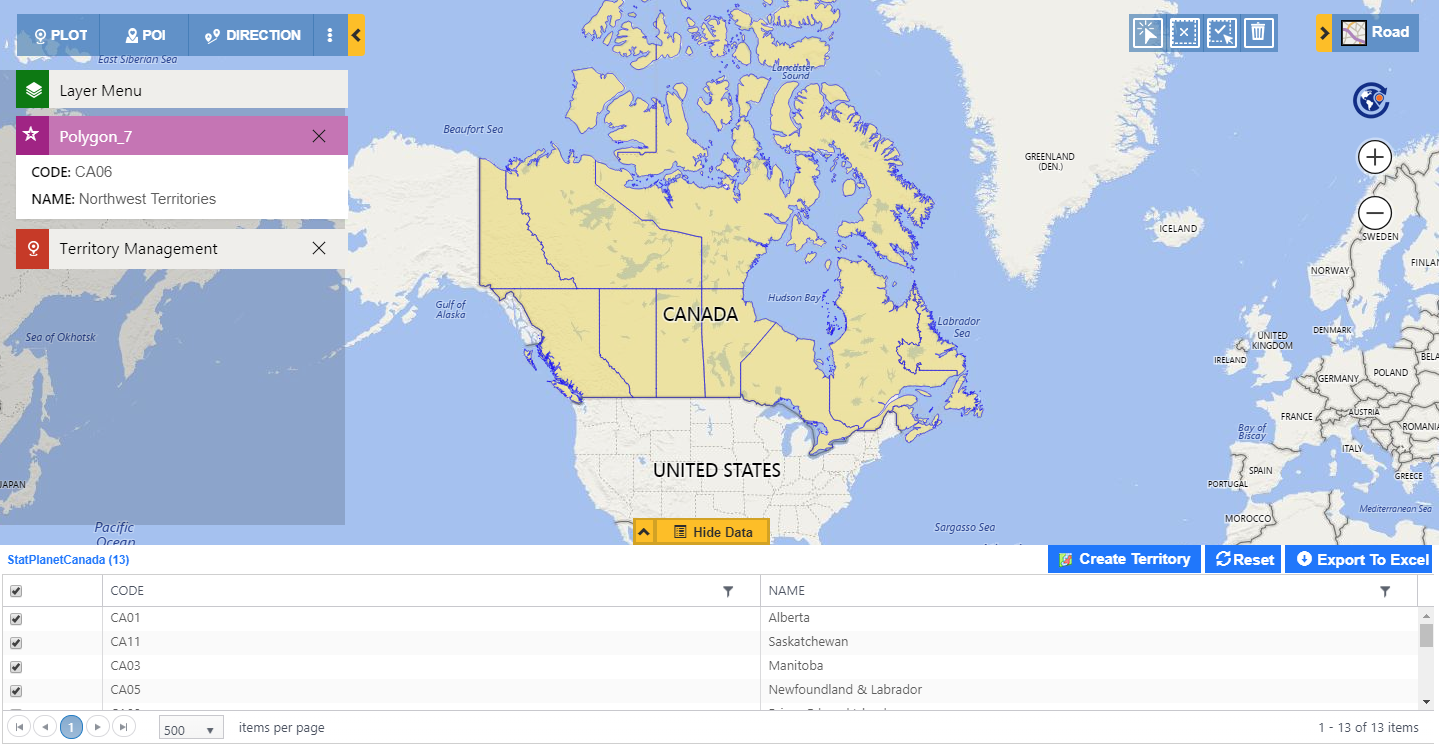 PLOT
POI
DIRECTION
Road
East Siberian Sea
Layer Menu
Polygon_7
CODE: CA06
NAME: Northwest Territories
Territory Management
Beaufort Sea
Lancaster
Sound
GREENLAND
(DEN.)
ICELAND
SWEDEN
NORWAY
FINLAN
Gulf of
Alaska
Hudson Bay
CANADA
Labrador
Sea
Sea of Okhotsk
UNITED
KINGDOM
DENMARK
IRELAND
BELA
GERMANY
POLAND
FRANCE
AUSTRIA
ROMANIA
Bay of
Biscay
ITALY
UNITED STATES
SPAIN
GREECE
PORTUGAL
JAPAN
MOROCCO
Mediterranean Sea
Pacific
Ocean
Sargasso Sea
Hide Data
StatPlanetCanada (13)
Create Territory
Reset
Export To Excel
CODE NAME
CA01 Alberta
CA11 Saskatchewan
CA03 Manitoba
CA05 Newfoundland & Labrador
1
500
items per page
1 - 13 of 13 items